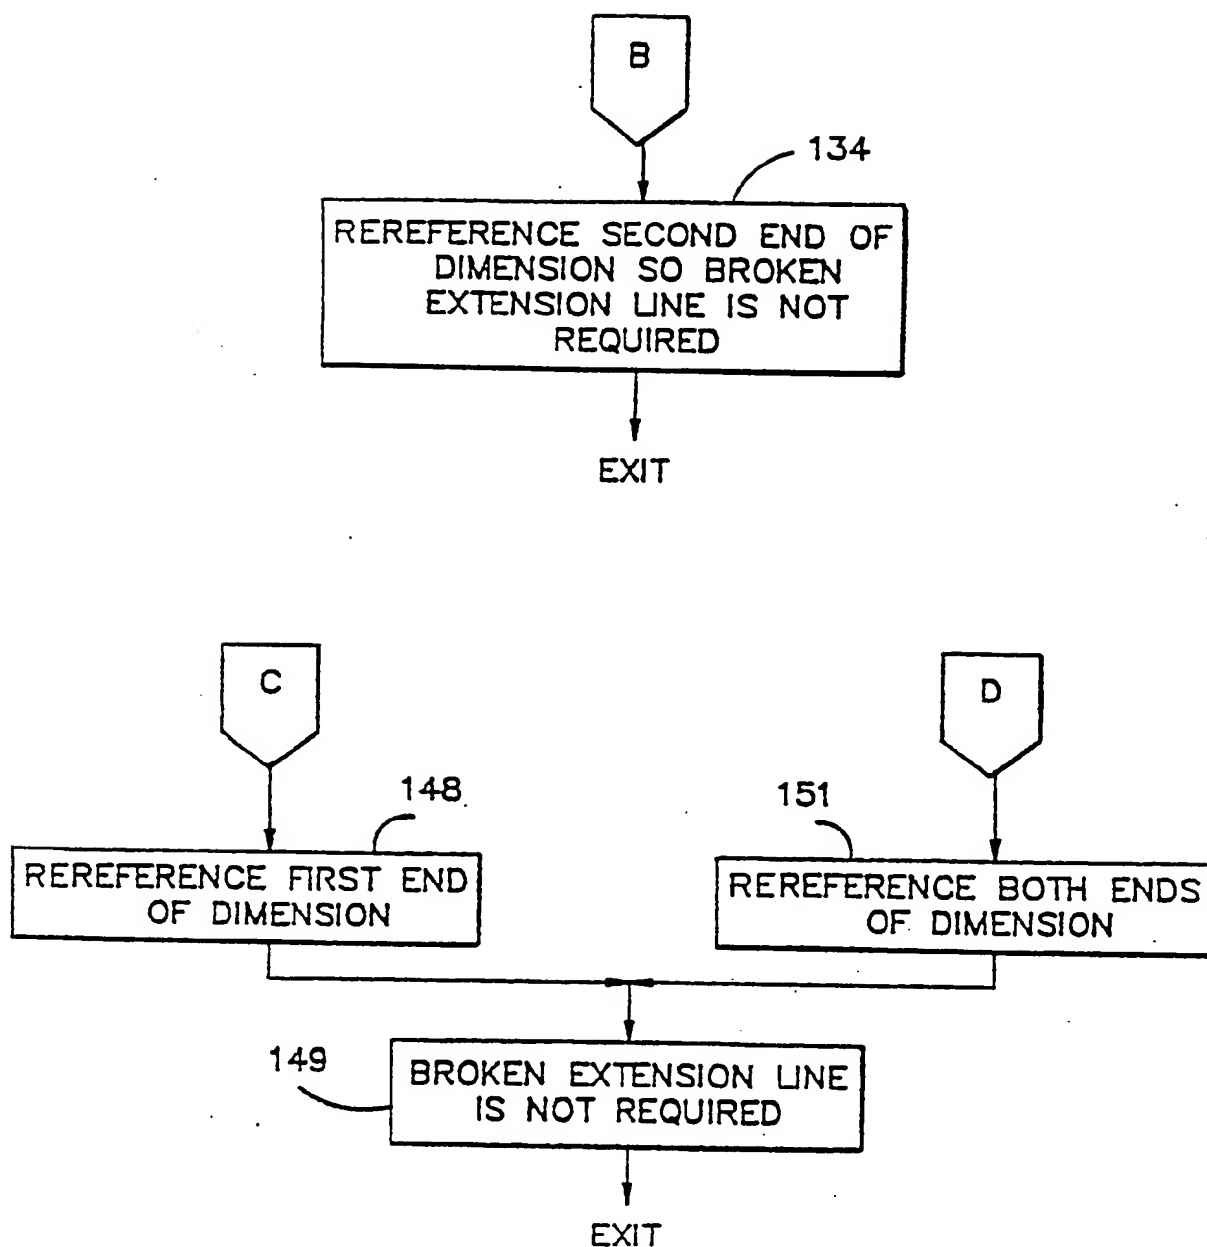 B
134
REREFERENCE SECOND END OF
DIMENSION SO BROKEN
EXTENSION LINE IS NOT
REQUIRED
EXIT
C
D
148
151
REREFERENCE FIRST END
OF DIMENSION
REREFERENCE BOTH ENDS
OF DIMENSION
149
BROKEN EXTENSION LINE
IS NOT REQUIRED
EXIT